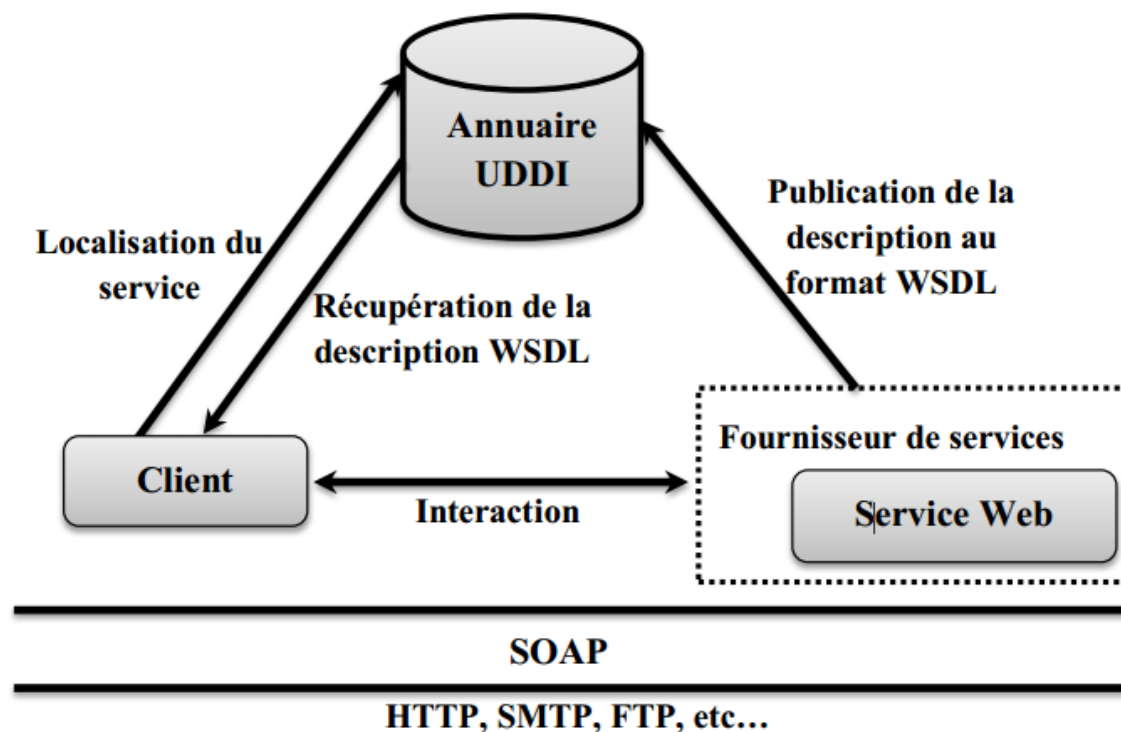 Annuaire
UDDI
Localisation du
service
Récupération de la
description WSDL
Publication de la
description au
format WSDL
Client
Interaction
Fournisseur de services
Service Web
SOAP
HTTP, SMTP, FTP, etc…